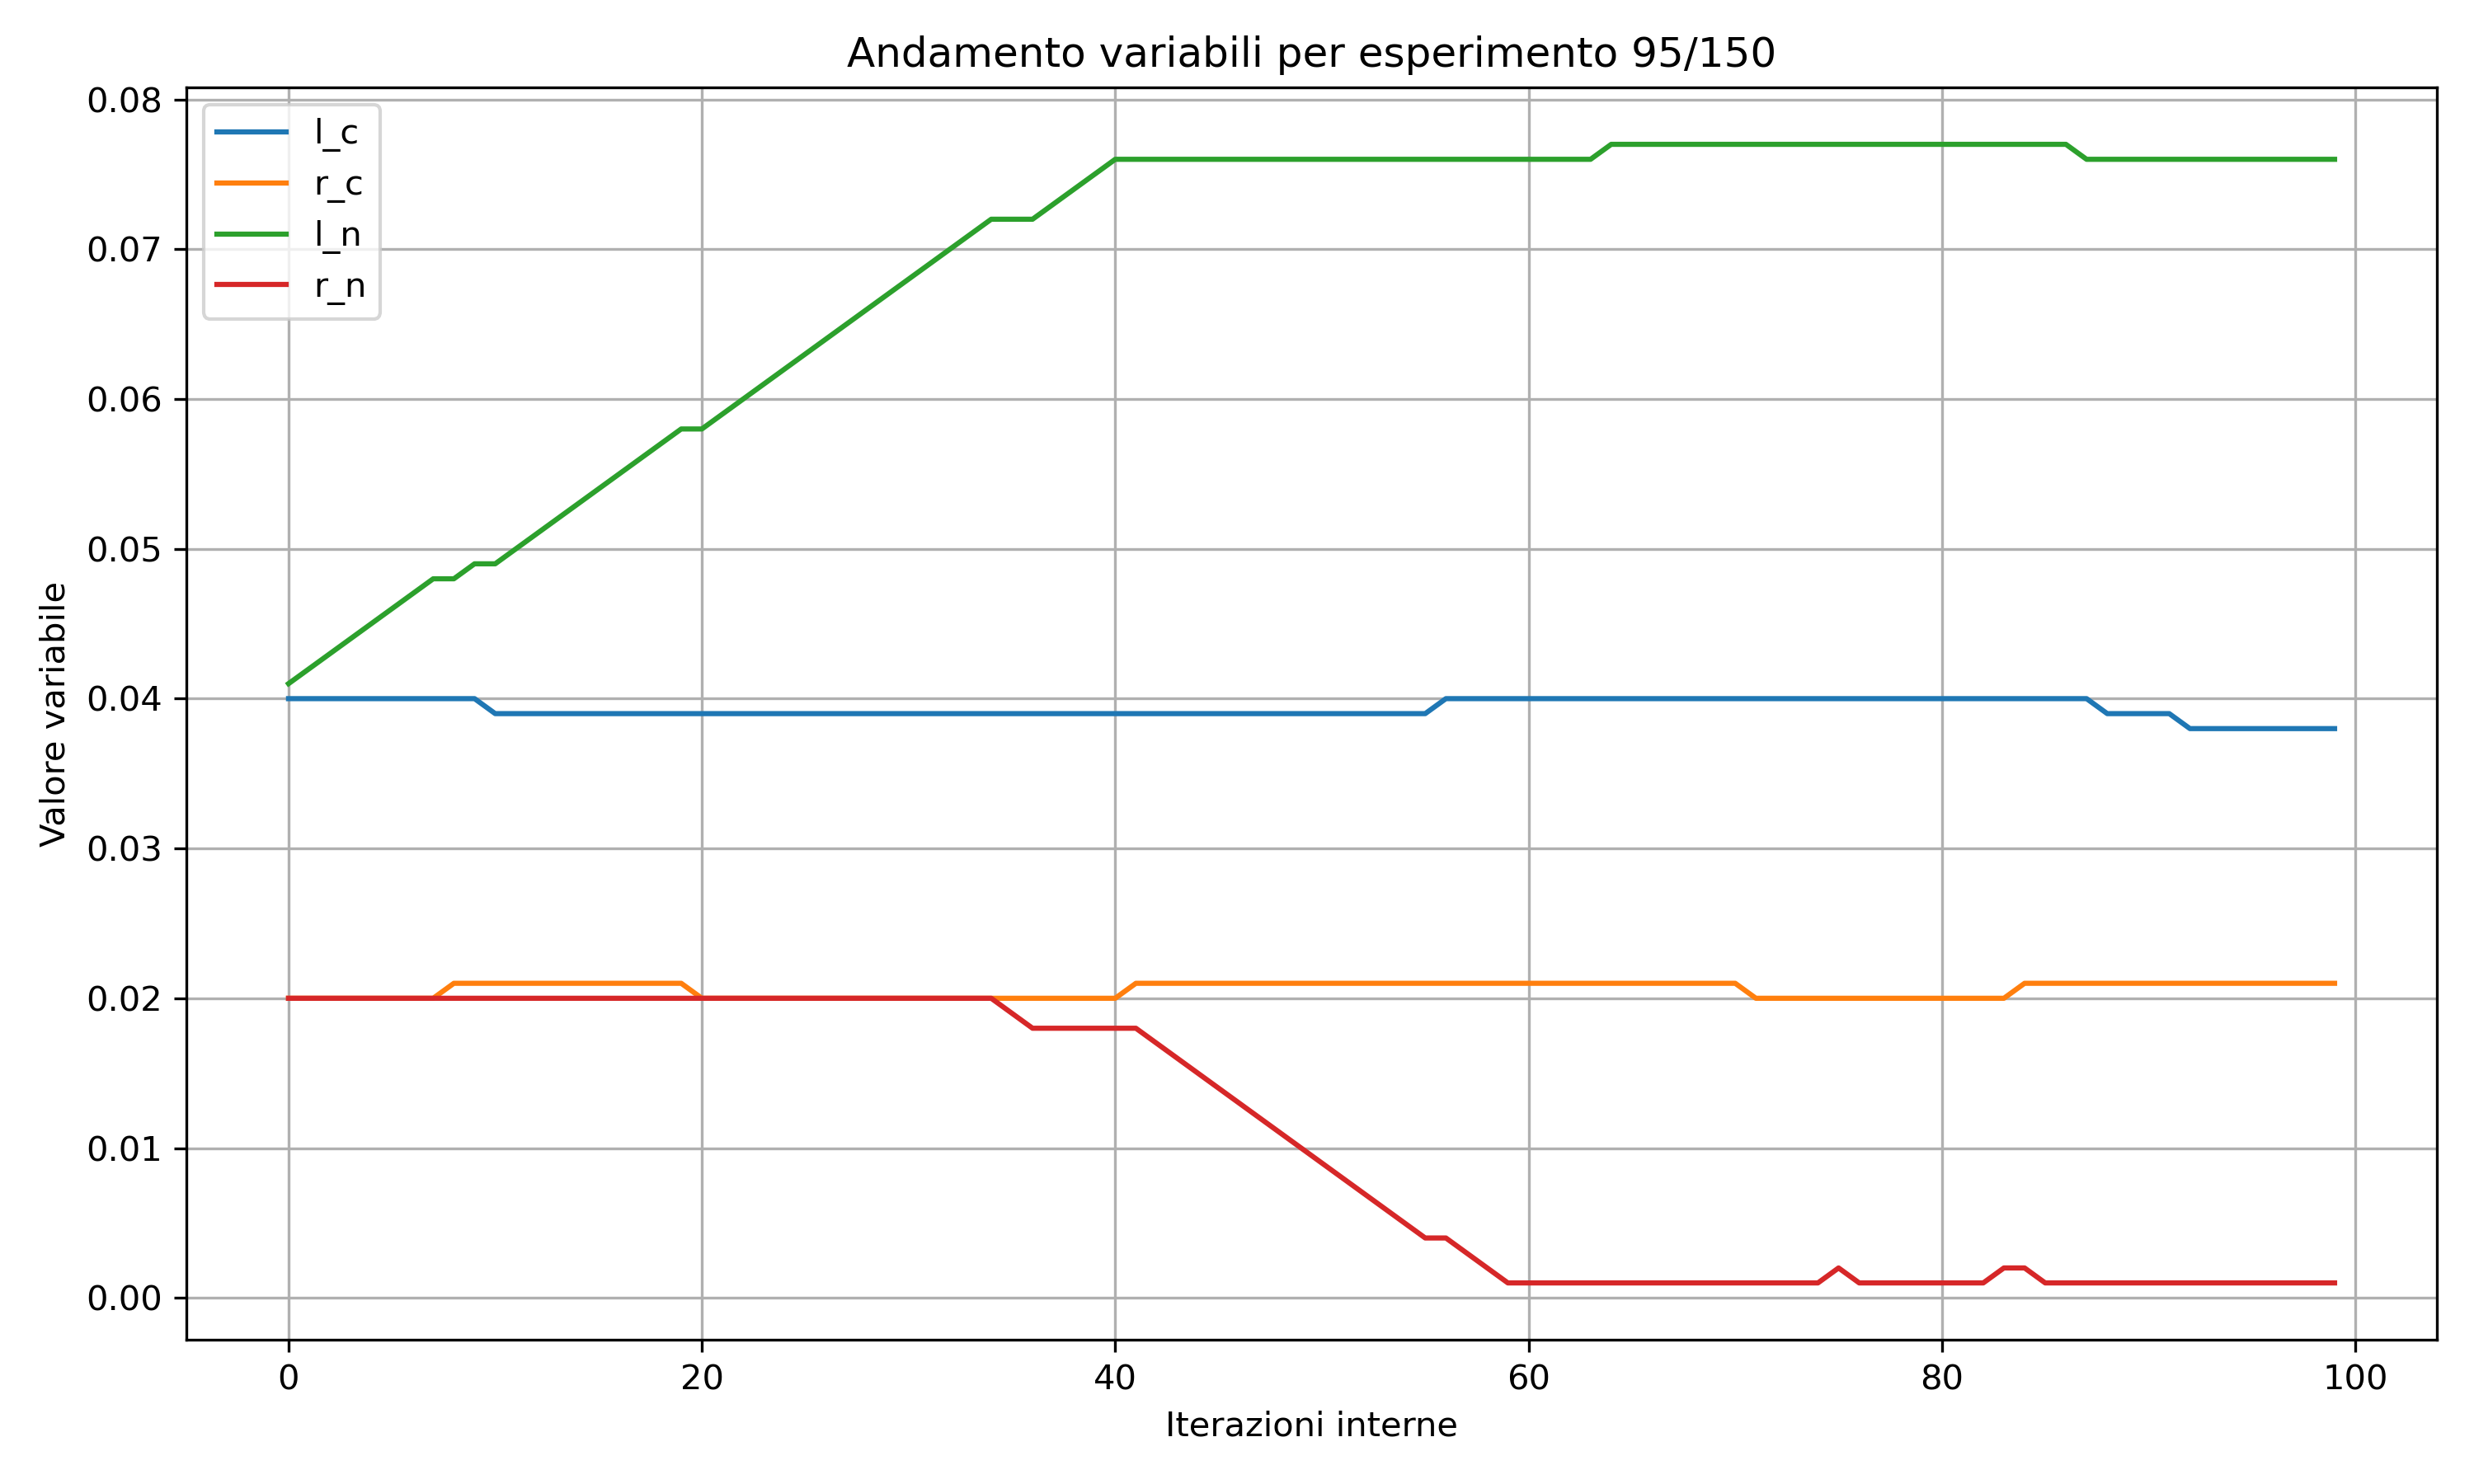 Andamento variabili per esperimento 95/150
l_c
r_c
l_n
r_n
Valore variabile
0.08
0.07
0.06
0.05
0.04
0.03
0.02
0.01
0.00
0 20 40 60 80 100
Iterazioni interne